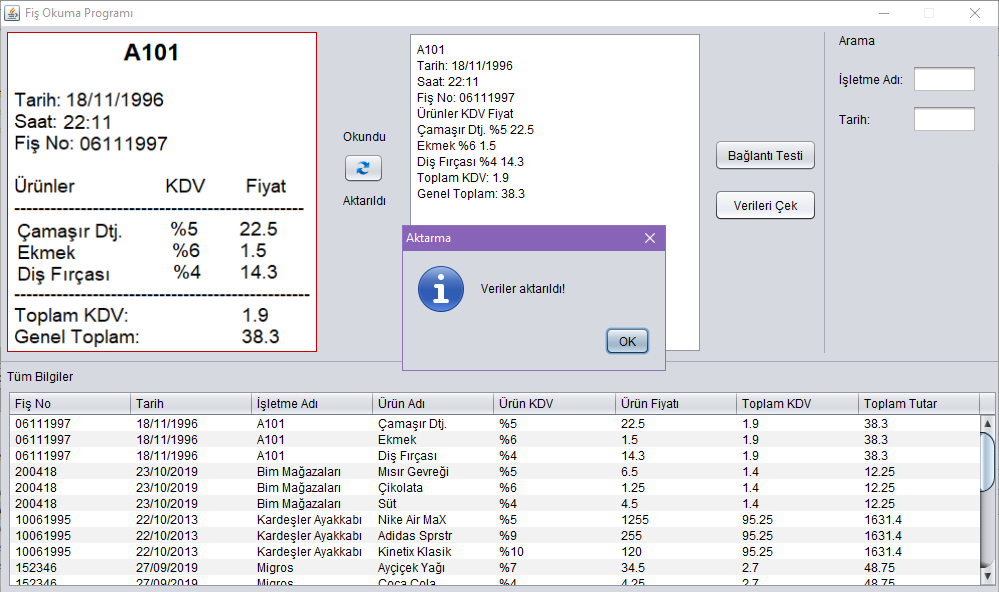 Fiş Okuma Programı
A101
Tarih: 18/11/1996
Saat: 22:11
Fiş No: 06111997
Ürünler KDV Fiyat
--------------------------------------------------
Çamaşır Dtj. %5 22.5
Ekmek %6 1.5
Diş Fırçası %4 14.3
--------------------------------------------------
Toplam KDV: 1.9
Genel Toplam: 38.3
Okundu
Aktarıldı
A101
Tarih: 18/11/1996
Saat: 22:11
Fiş No: 06111997
Ürünler KDV Fiyat
Çamaşır Dtj. %5 22.5
Ekmek %6 1.5
Diş Fırçası %4 14.3
Toplam KDV: 1.9
Genel Toplam: 38.3
Bağlantı Testi
Verileri Çek
Arama
İşletme Adı:
Tarih:
Aktarma
Veriler aktarıldı!
OK
Tüm Bilgiler
Fiş No Tarih İşletme Adı Ürün Adı Ürün KDV Ürün Fiyatı Toplam KDV Toplam Tutar
06111997 18/11/1996 A101 Çamaşır Dtj. %5 22.5 1.9 38.3
06111997 18/11/1996 A101 Ekmek %6 1.5 1.9 38.3
06111997 18/11/1996 A101 Diş Fırçası %4 14.3 1.9 38.3
200418 23/10/2019 Bim Mağazaları Mısır Gevreği %5 6.5 1.4 12.25
200418 23/10/2019 Bim Mağazaları Çikolata %6 1.25 1.4 12.25
200418 23/10/2019 Bim Mağazaları Süt %4 4.5 1.4 12.25
10061995 22/10/2013 Kardeşler Ayakkabı Nike Air MaX %5 1255 95.25 1631.4
10061995 22/10/2013 Kardeşler Ayakkabı Adidas Sprstr %9 255 95.25 1631.4
10061995 22/10/2013 Kardeşler Ayakkabı Kinetix Klasik %10 120 95.25 1631.4
152346 27/09/2019 Migros Ayçiçek Yağı %7 34.5 2.7 48.75
152346 27/09/2019 Migros Coca Cola %4 4.25 2.7 48.75